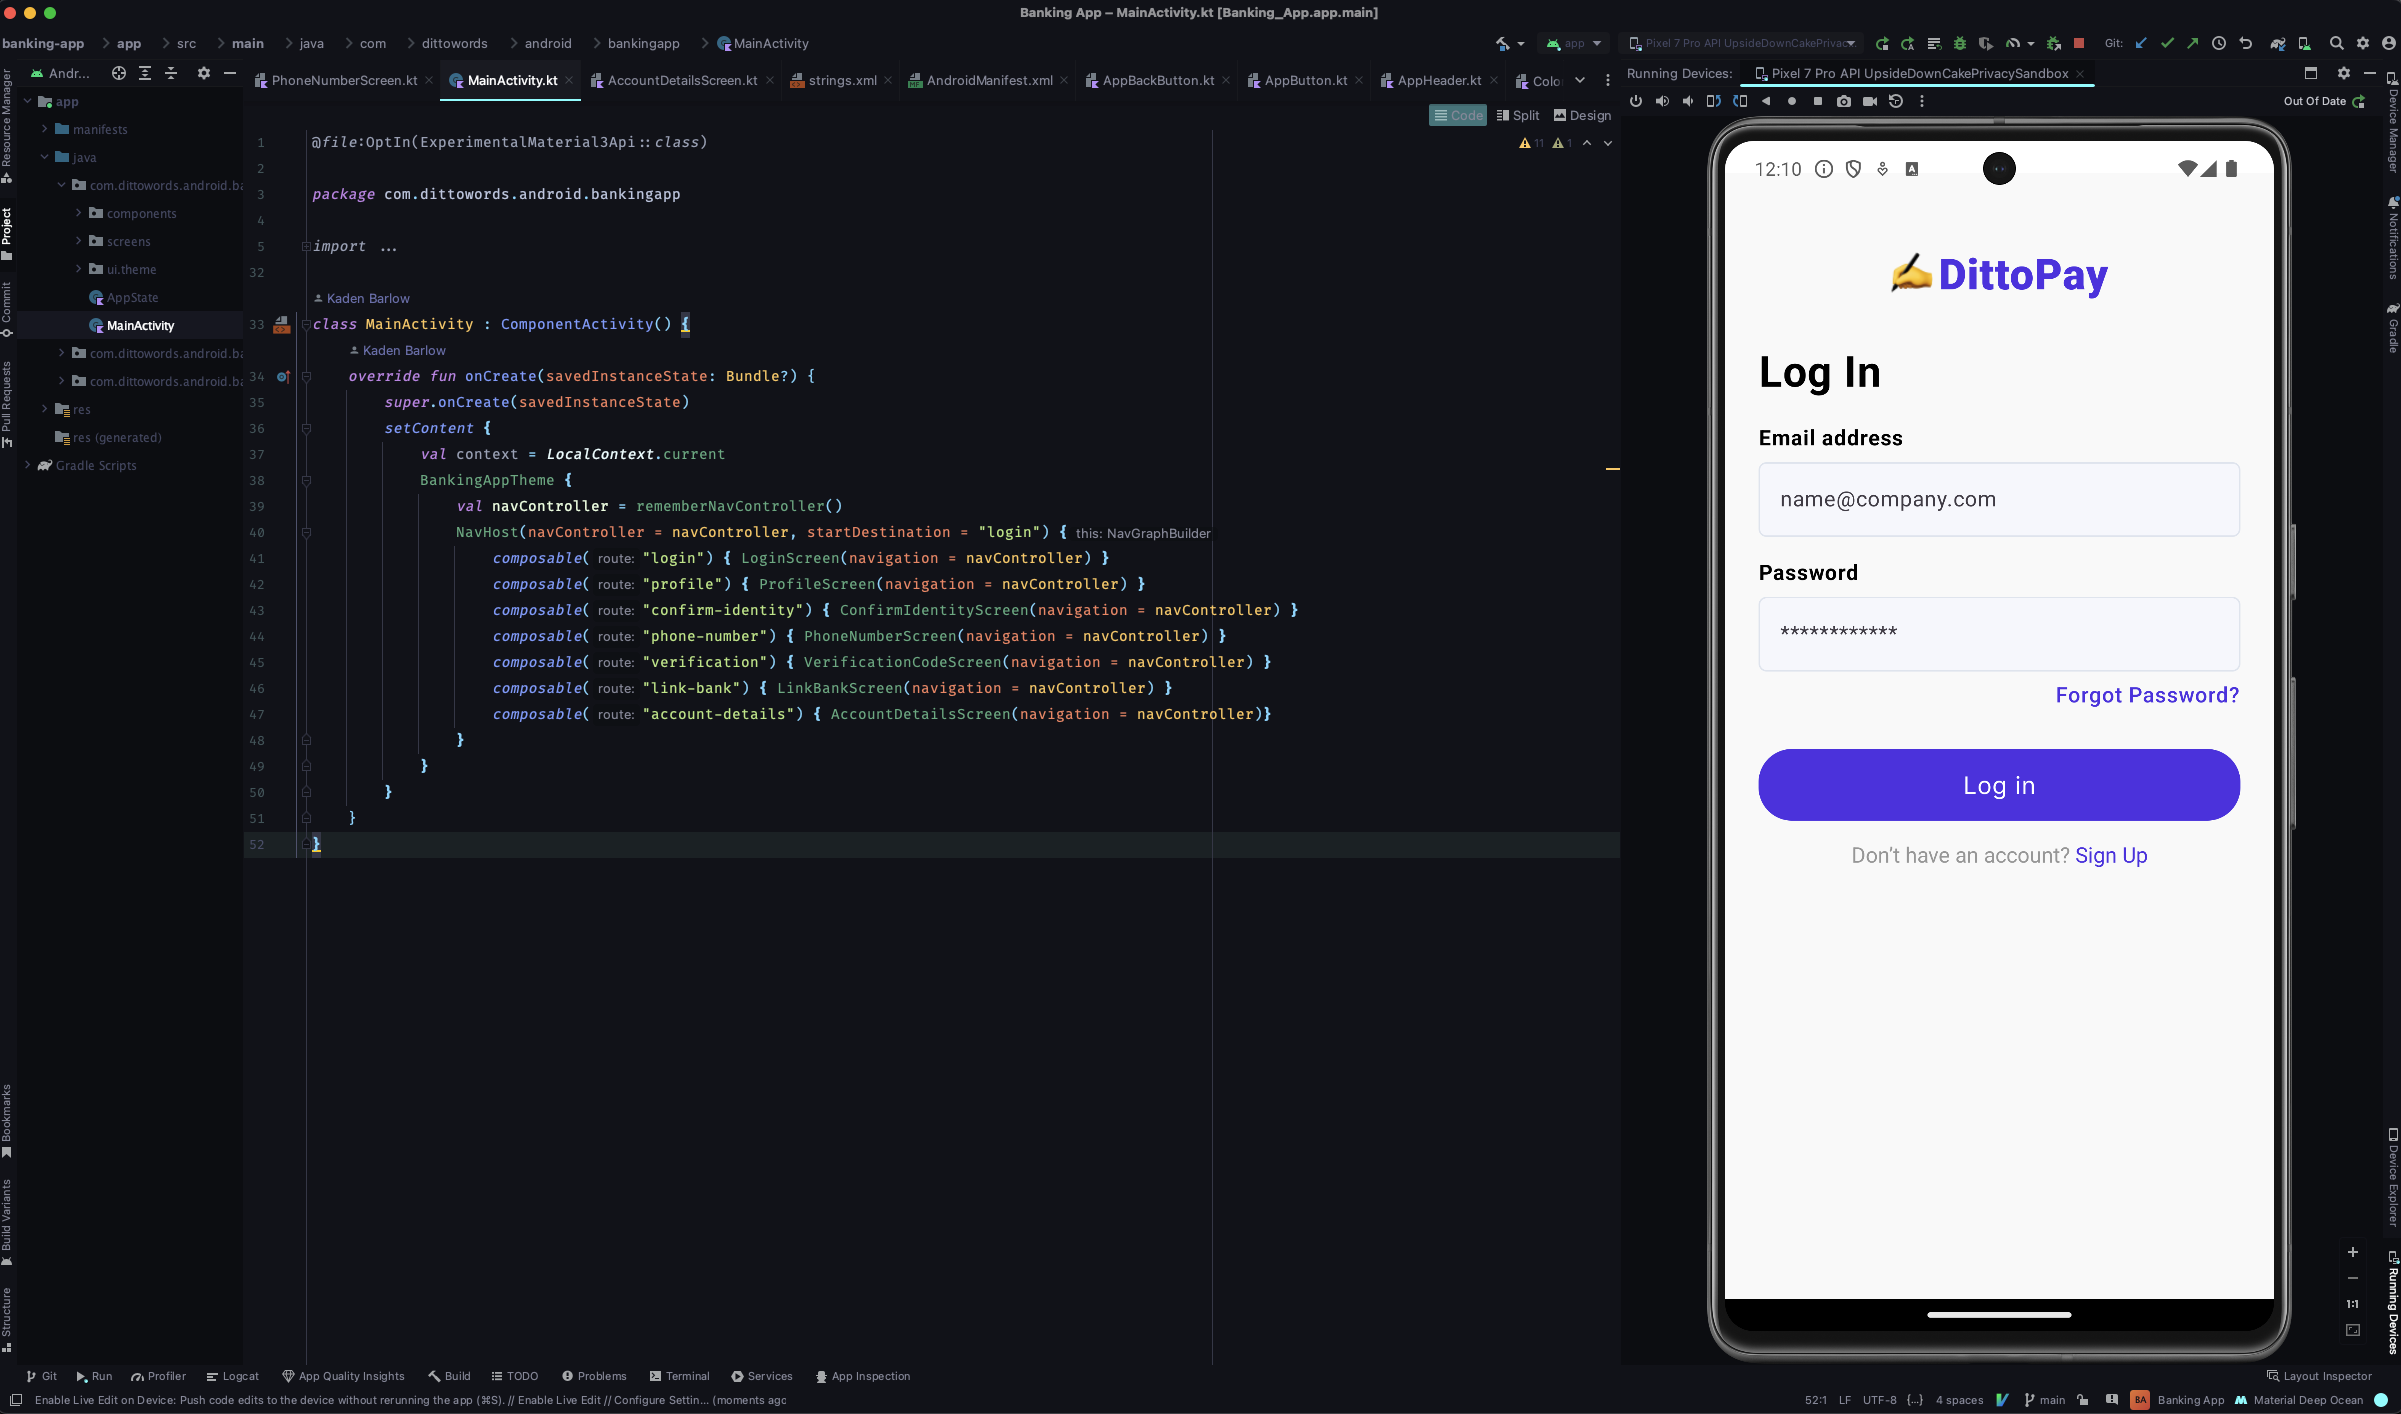 Banking App – MainActivity.kt [Banking_App.app.main]
banking-app app src main java com dittowords android bankingapp MainActivity
app
Pixel 7 Pro API UpsideDownCakePrivac...
Git:
Andr...
PhoneNumberScreen.kt
MainActivity.kt
AccountDetailsScreen.kt
strings.xml
AndroidManifest.xml
AppBackButton.kt
AppButton.kt
AppHeader.kt
Colo
Running Devices:
Pixel 7 Pro API UpsideDownCakePrivacySandbox
Out Of Date
Code
Split
Design
11
1
Resource Manager
Project
Commit
Pull Requests
Bookmarks
Build Variants
Structure
app
manifests
java
com.dittowords.android.ba
components
screens
ui.theme
AppState
MainActivity
com.dittowords.android.ba
com.dittowords.android.ba
res
res (generated)
Gradle Scripts
1 @file:OptIn(ExperimentalMaterial3Api::class)
2
3 package com.dittowords.android.bankingapp
4
5 import ...
32
Kaden Barlow
33 class MainActivity : ComponentActivity() {
Kaden Barlow
34 override fun onCreate(savedInstanceState: Bundle?) {
35 super.onCreate(savedInstanceState)
36 setContent {
37 val context = LocalContext.current
38 BankingAppTheme {
39 val navController = rememberNavController()
40 NavHost(navController = navController, startDestination = "login") { this: NavGraphBuilder
41 composable( route: "login") { LoginScreen(navigation = navController) }
42 composable( route: "profile") { ProfileScreen(navigation = navController) }
43 composable( route: "confirm-identity") { ConfirmIdentityScreen(navigation = navController) }
44 composable( route: "phone-number") { PhoneNumberScreen(navigation = navController) }
45 composable( route: "verification") { VerificationCodeScreen(navigation = navController) }
46 composable( route: "link-bank") { LinkBankScreen(navigation = navController) }
47 composable( route: "account-details") { AccountDetailsScreen(navigation = navController)}
48 }
49 }
50 }
51 }
52 }
12:10
✍DittoPay
Log In
Email address
name@company.com
Password
************
Forgot Password?
Log in
Don't have an account? Sign Up
1:1
Device Manager
Notifications
Gradle
Device Explorer
Running Devices
Git
Run
Profiler
Logcat
App Quality Insights
Build
TODO
Problems
Terminal
Services
App Inspection
Layout Inspector
Enable Live Edit on Device: Push code edits to the device without rerunning the app (⌘S). // Enable Live Edit // Configure Settin... (moments ago
52:1 LF UTF-8 {..} 4 spaces main BA Banking App Material Deep Ocean